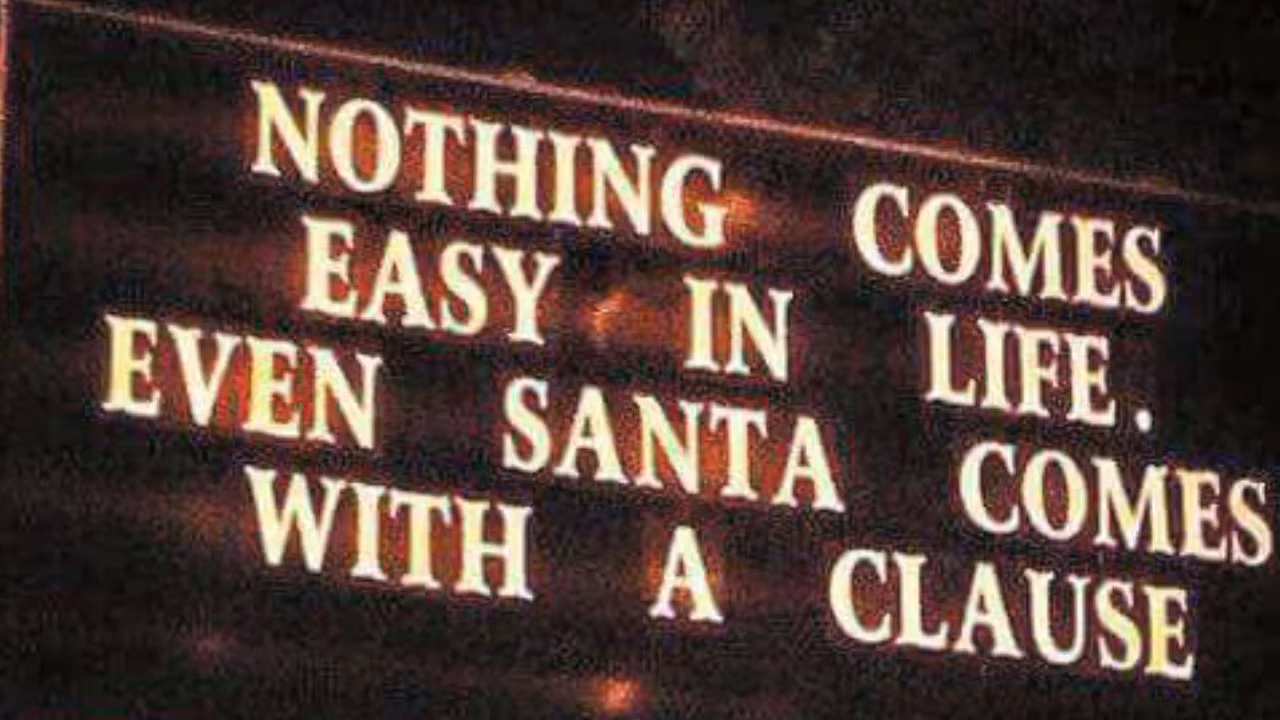 NOTHING COMES
EASY IN LIFE.
EVEN SANTA COMES
WITH A CLAUSE